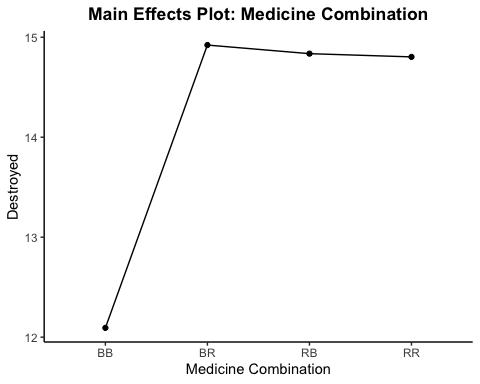 Main Effects Plot: Medicine Combination
15
14
13
12
Destroyed
BB BR RB RR
Medicine Combination